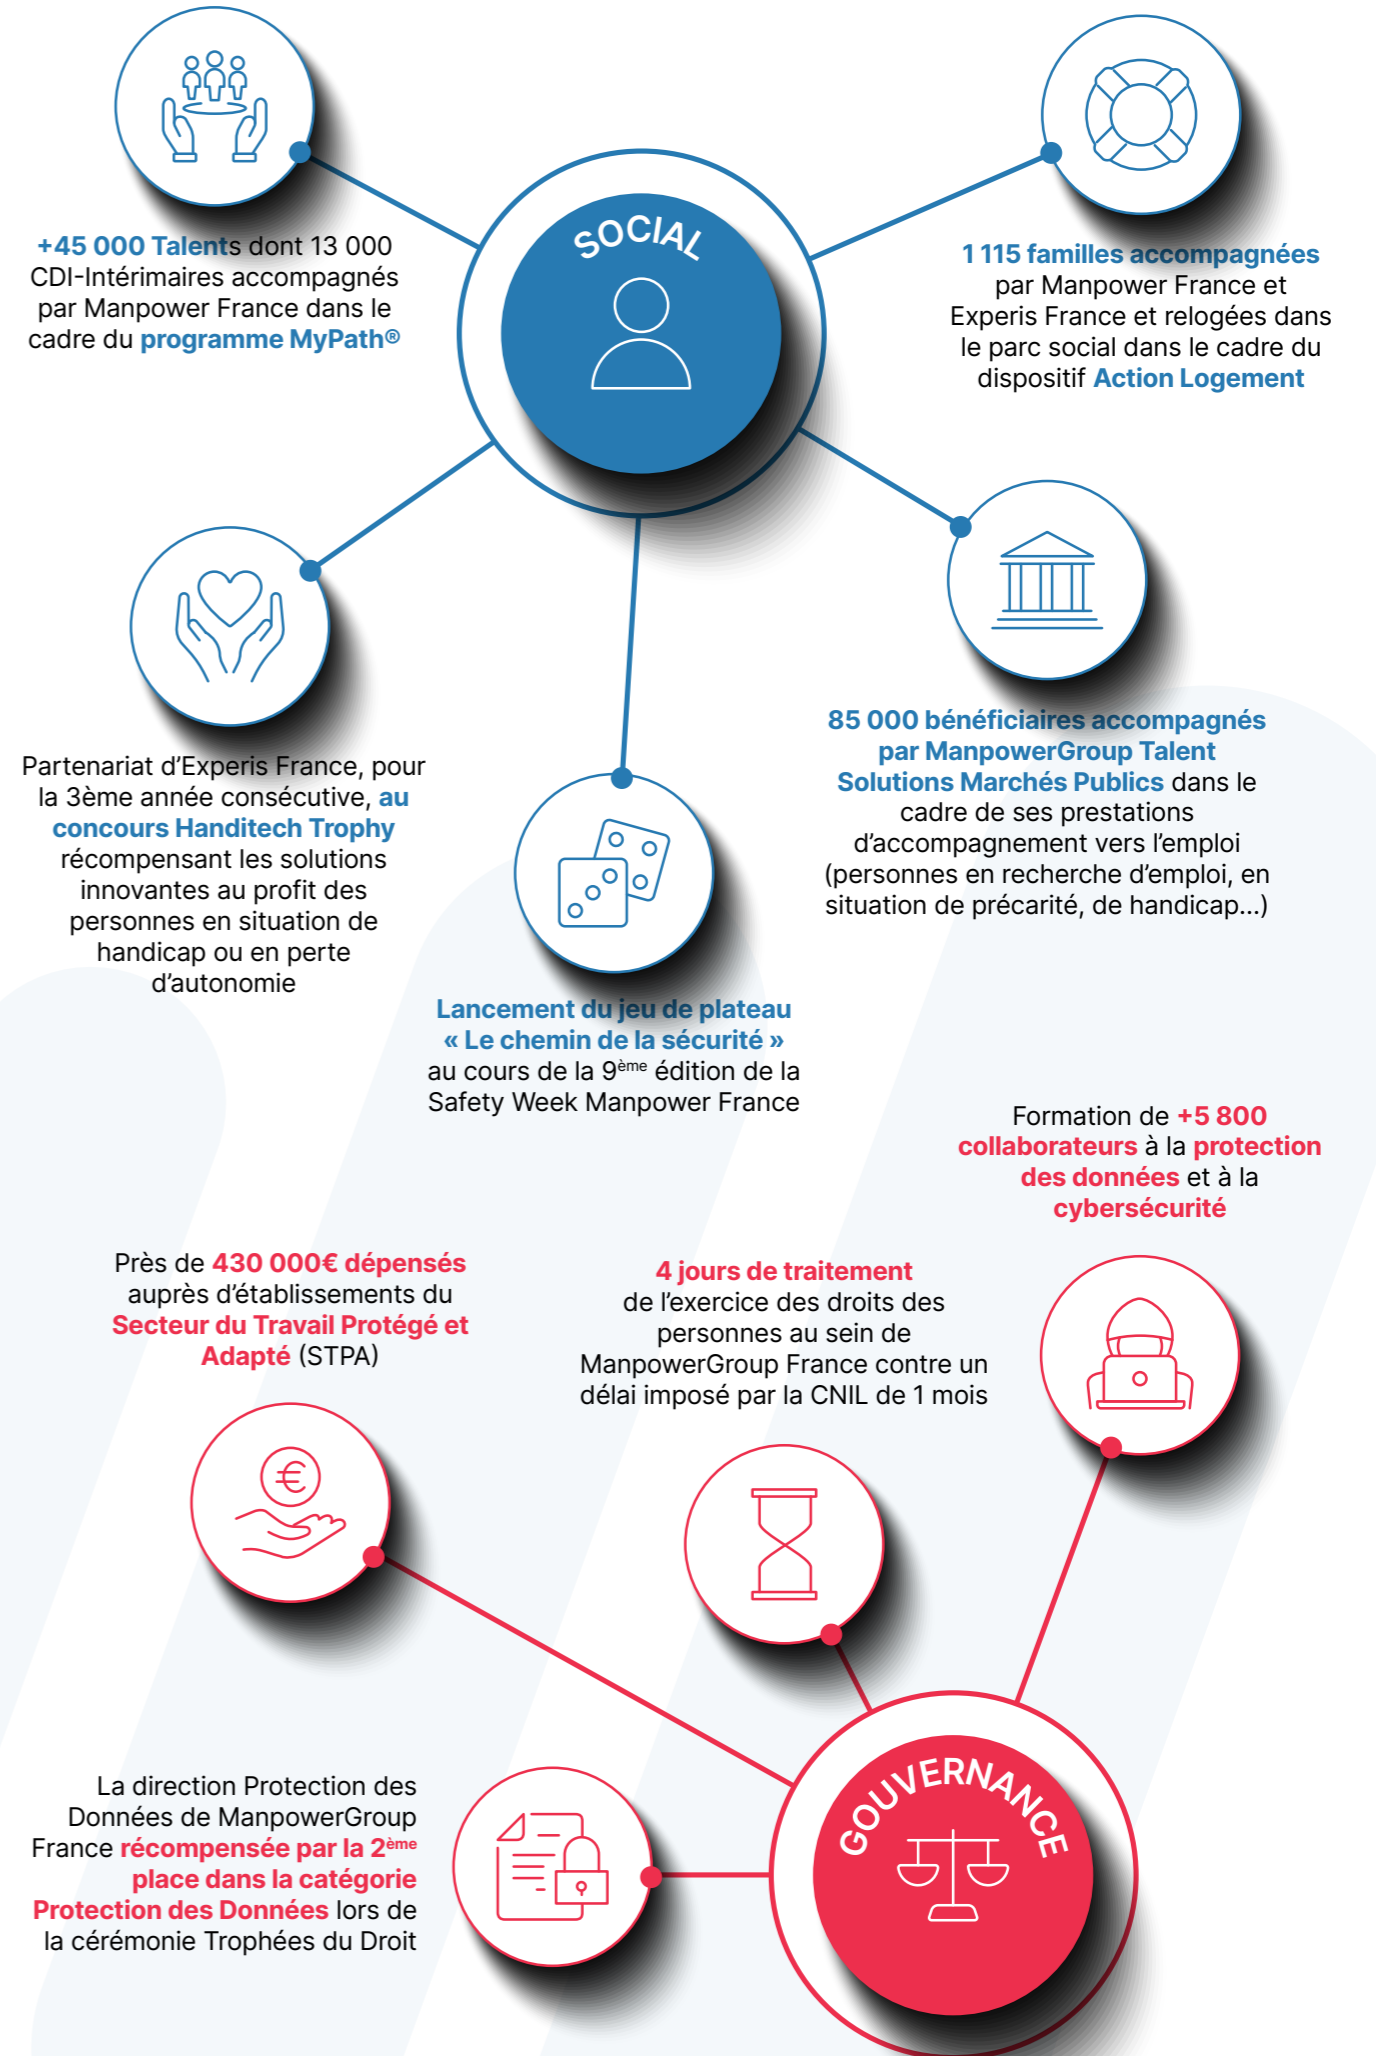 SOCIAL
+45 000 Talents dont 13 000
CDI-Intérimaires accompagnés
par Manpower France dans le
cadre du programme MyPath®
1 115 familles accompagnées
par Manpower France et
Experis France et relogées dans
le parc social dans le cadre du
dispositif Action Logement
Partenariat d’Experis France, pour
la 3ème année consécutive, au
concours Handitech Trophy
récompensant les solutions
innovantes au profit des
personnes en situation de
handicap ou en perte
d’autonomie
85 000 bénéficiaires accompagnés
par ManpowerGroup Talent
Solutions Marchés Publics dans le
cadre de ses prestations
d’accompagnement vers l’emploi
(personnes en recherche d’emploi, en
situation de précarité, de handicap...)
Lancement du jeu de plateau
« Le chemin de la sécurité »
au cours de la 9ème édition de la
Safety Week Manpower France
Formation de +5 800
collaborateurs à la protection
des données et à la
cybersécurité
Près de 430 000€ dépensés
auprès d’établissements du
Secteur du Travail Protégé et
Adapté (STPA)
4 jours de traitement
de l’exercice des droits des
personnes au sein de
ManpowerGroup France contre un
délai imposé par la CNIL de 1 mois
€
GOUVERNANCE
La direction Protection des
Données de ManpowerGroup
France récompensée par la 2ème
place dans la catégorie
Protection des Données lors de
la cérémonie Trophées du Droit